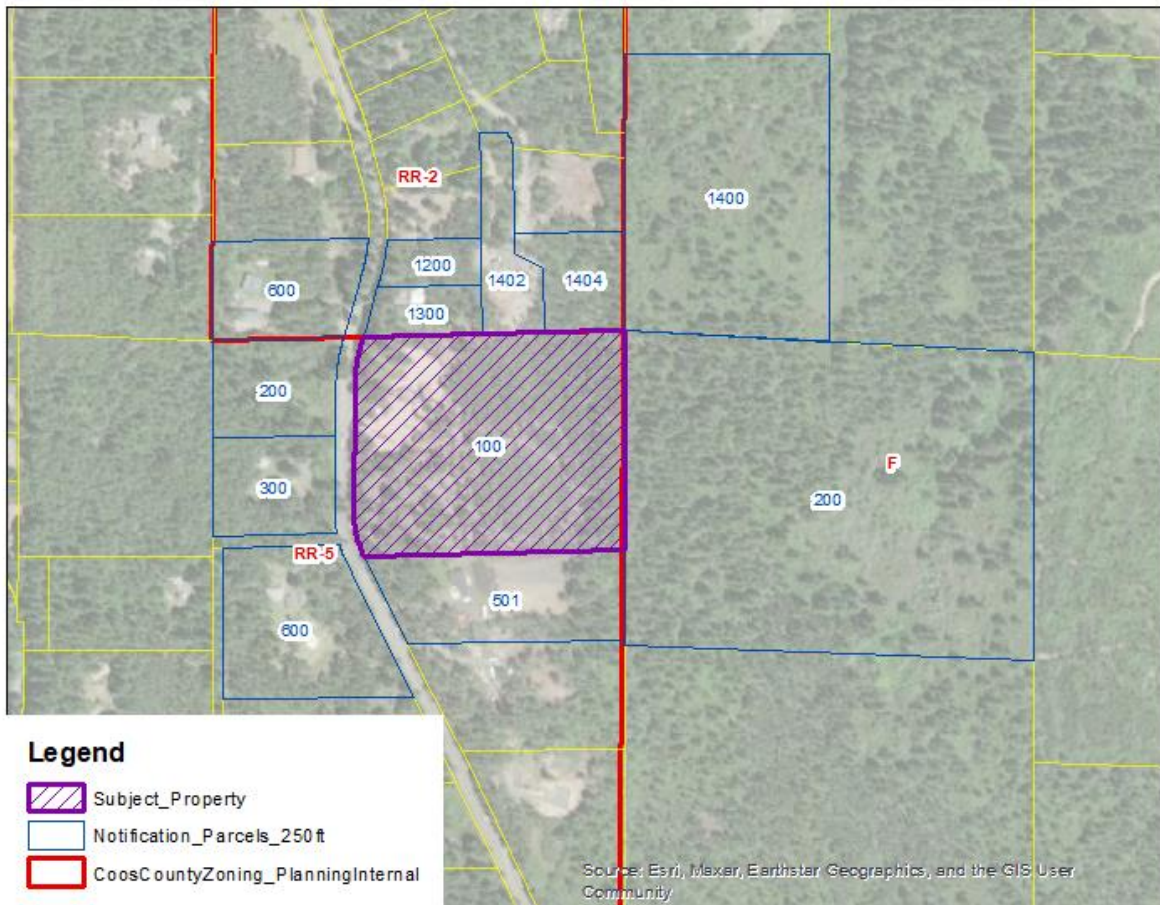 RR-2
1400
1200
1402
1404
600
1300
200
100
F
300
200
RR-5
501
600
Legend
Subject_Property
Notification_Parcels_250ft
CoosCountyZoning_PlanningInternal
Source: Esri, Maxar, Earthstar Geographics, and the GIS User
Community